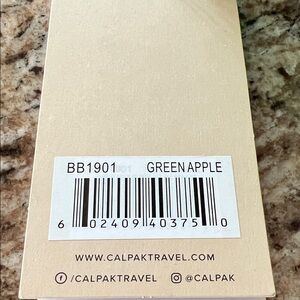 BB1901 GREEN APPLE
6 02409 40375 0
WWW.CALPAKTRAVEL.COM
f /CALPAKTRAVEL @CALPAK